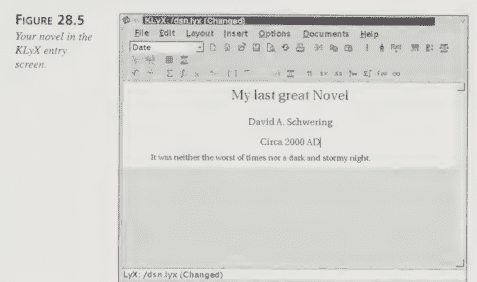 FIGURE 28.5
Your novel in the
KLyX entry
screen.
KLyX: /dsn.lyx (Changed)
File Edit Layout Insert Options Documents Help
Date
My last great Novel
David A. Schwering
Circa 2000 AD
It was neither the worst of times nor a dark and stormy night.
LyX: /dsn.lyx (Changed)